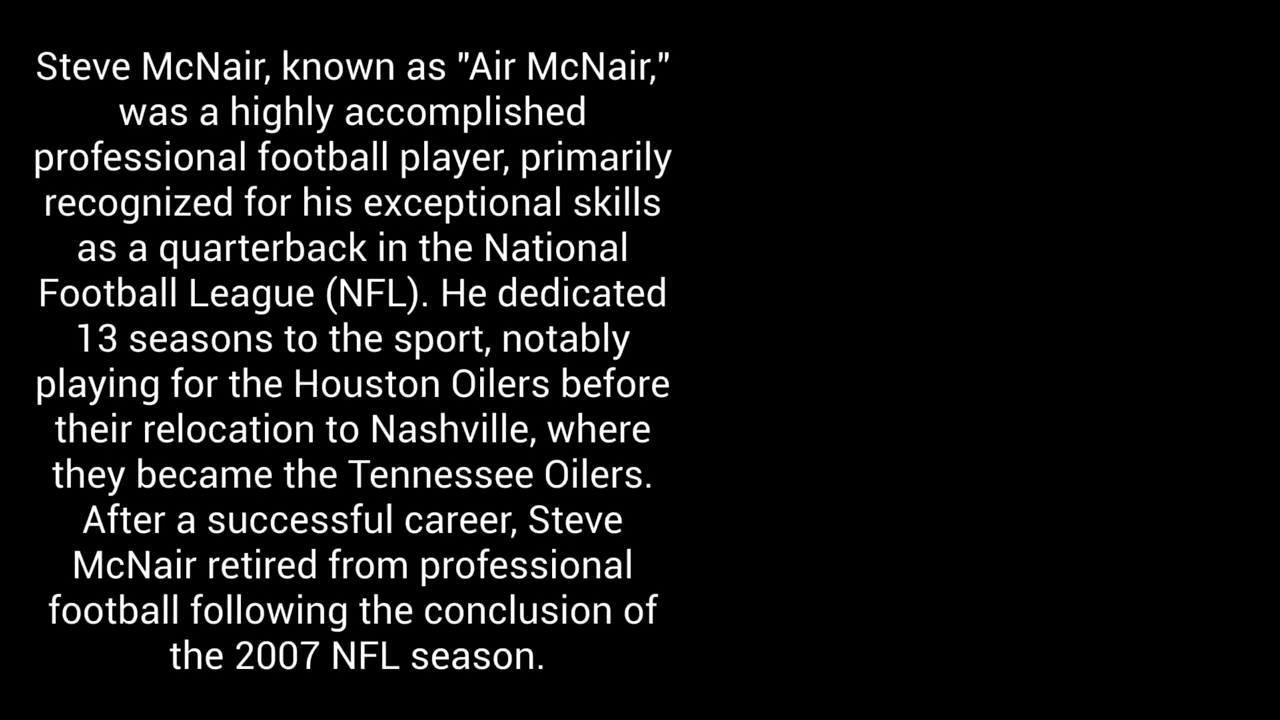 Steve McNair, known as "Air McNair,"
was a highly accomplished
professional football player, primarily
recognized for his exceptional skills
as a quarterback in the National
Football League (NFL). He dedicated
13 seasons to the sport, notably
playing for the Houston Oilers before
their relocation to Nashville, where
they became the Tennessee Oilers.
After a successful career, Steve
McNair retired from professional
football following the conclusion of
the 2007 NFL season.